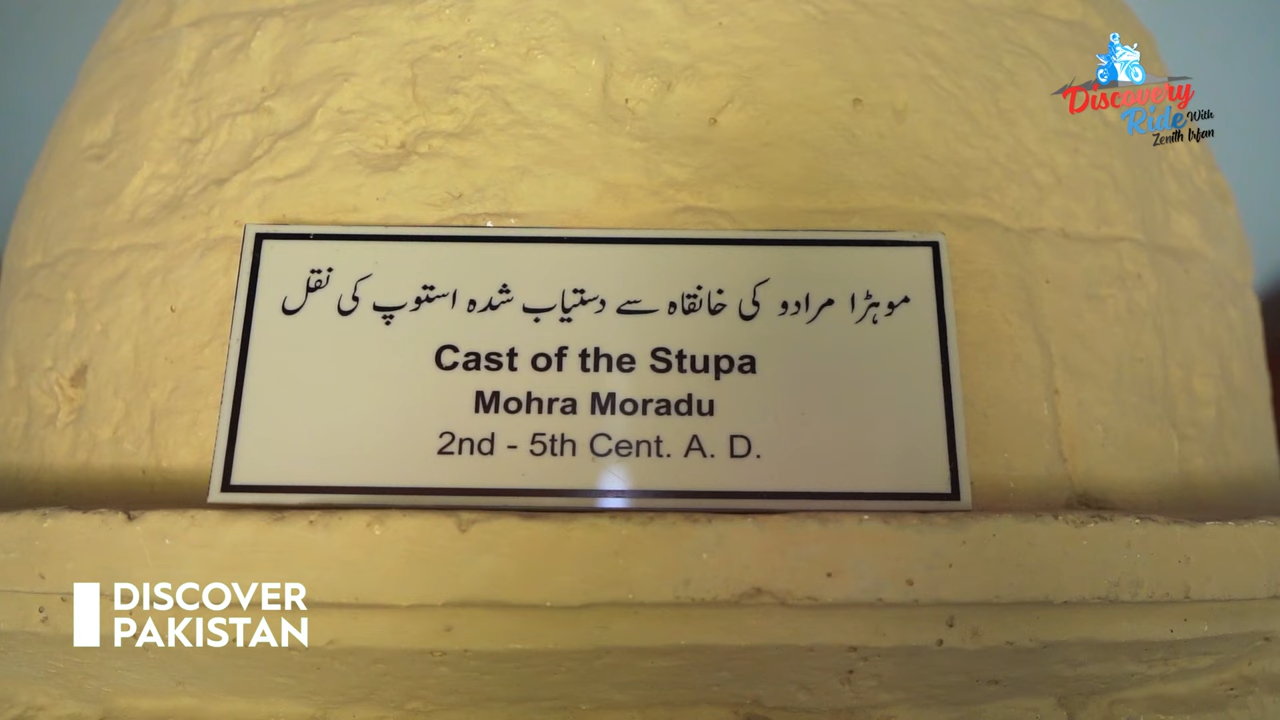 Discovery
Ride With
Zenith Irfan
موہڑا مرادو کی خانقاہ سے دستیاب شدہ استوپ کی نقل
Cast of the Stupa
Mohra Moradu
2nd - 5th Cent. A. D.
DISCOVER
PAKISTAN